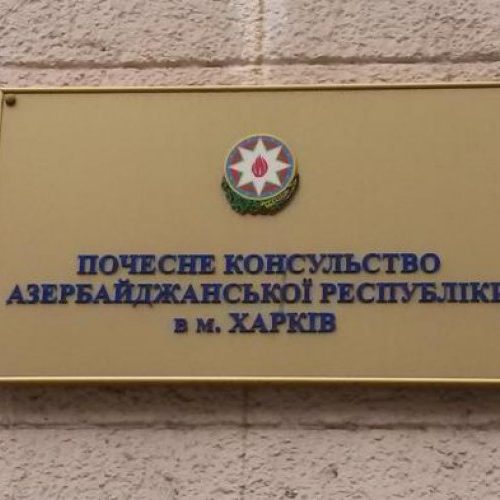 ПОЧЕСНЕ КОНСУЛЬСТВО
АЗЕРБАЙДЖАНСЬКОЇ РЕСПУБЛІКИ
в м. ХАРКІВ